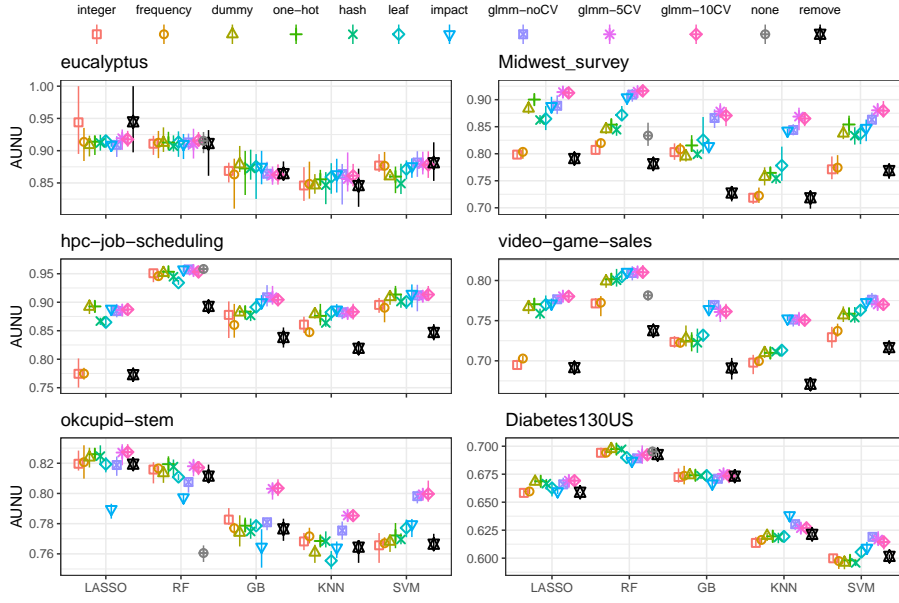 integer frequency dummy one-hot hash leaf impact glmm-noCV glmm-5CV glmm-10CV none remove
eucalyptus
AUNU
1.00
0.95
0.90
0.85
Midwest_survey
0.90
0.85
0.80
0.75
0.70
hpc-job-scheduling
AUNU
0.95
0.90
0.85
0.80
0.75
video-game-sales
0.80
0.75
0.70
okcupid-stem
AUNU
0.82
0.80
0.78
0.76
LASSO RF GB KNN SVM
Diabetes130US
0.700
0.675
0.650
0.625
0.600
LASSO RF GB KNN SVM